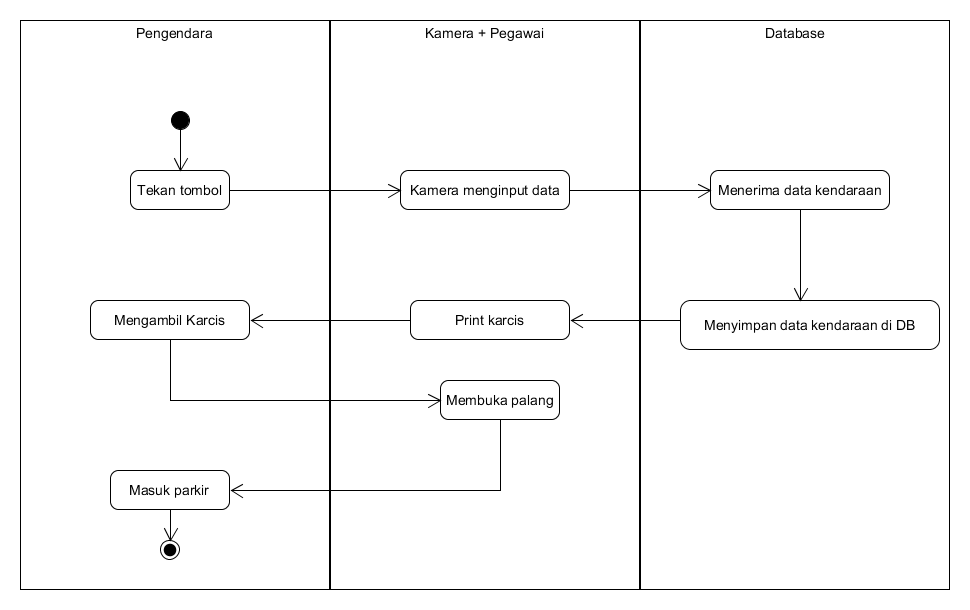 Pengendara
Kamera + Pegawai
Database
Tekan tombol
Kamera menginput data
Menerima data kendaraan
Mengambil Karcis
Print karcis
Menyimpan data kendaraan di DB
Membuka palang
Masuk parkir